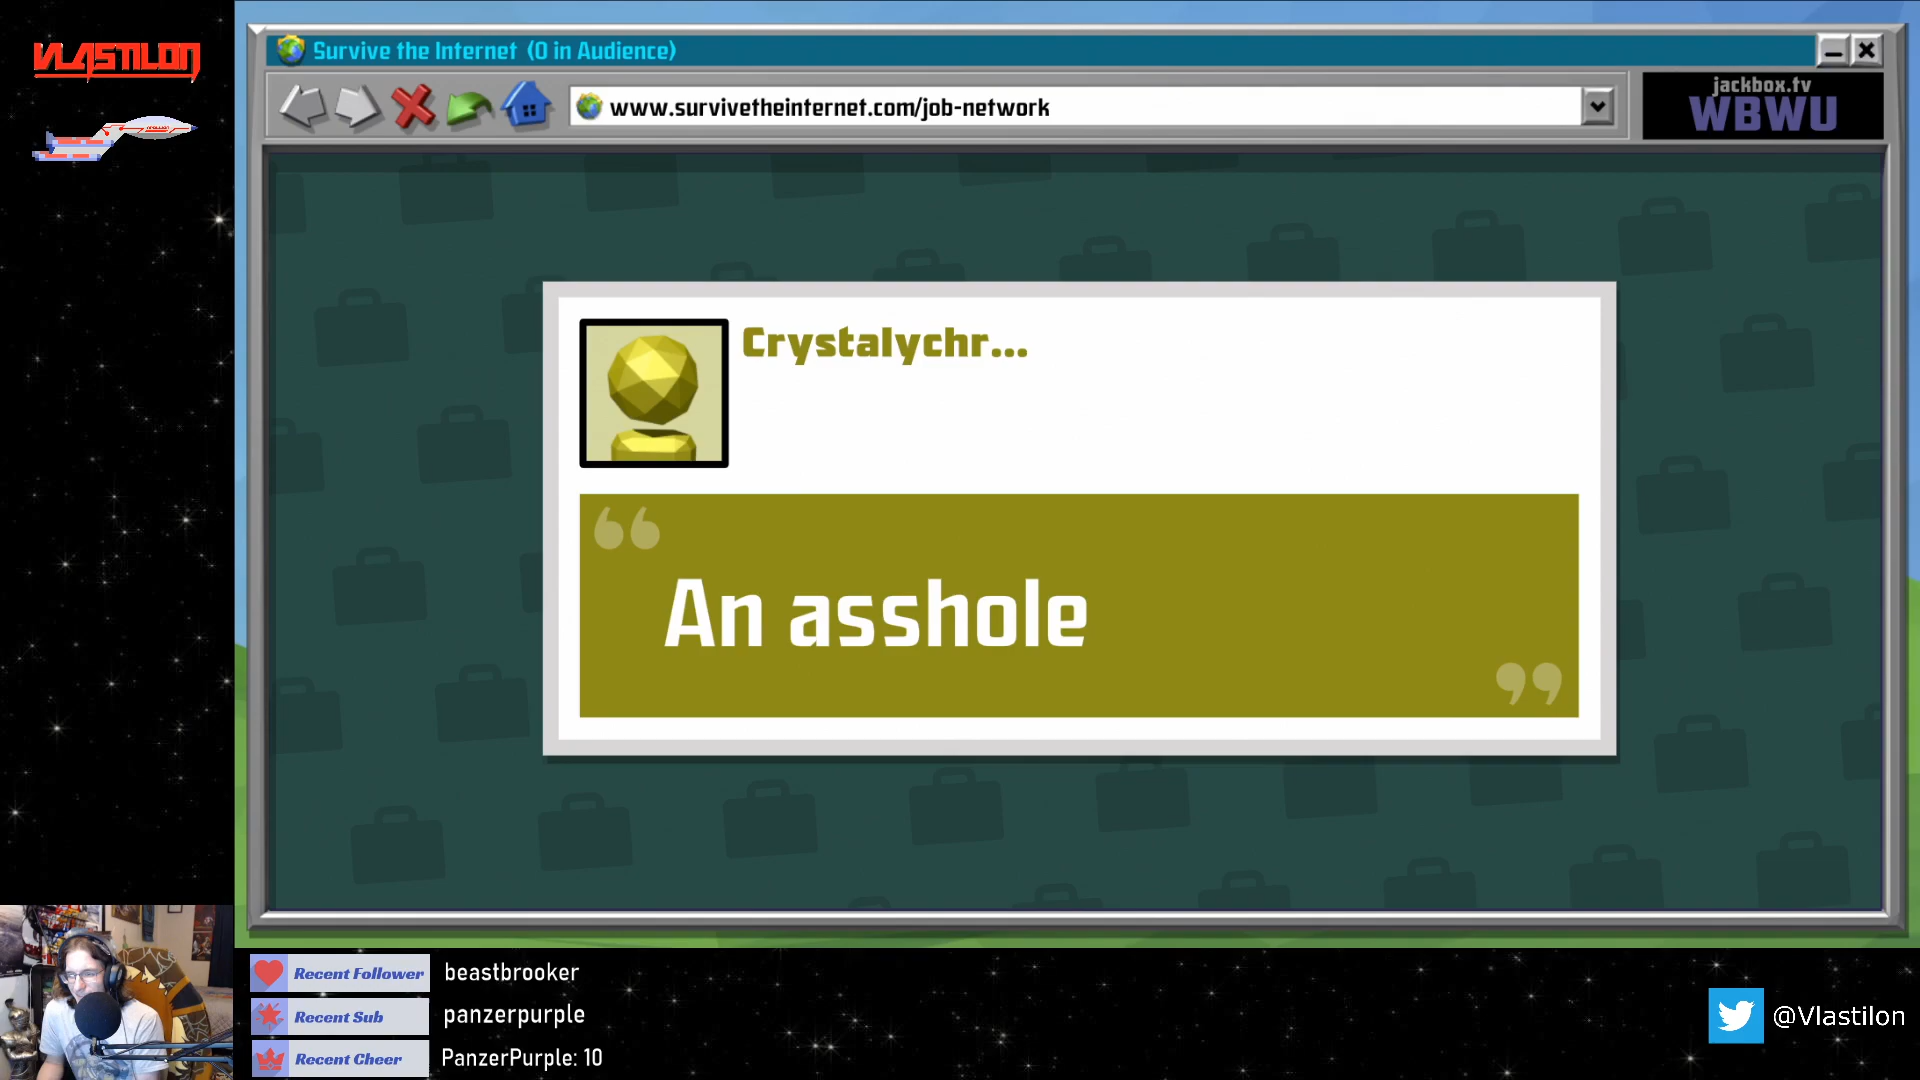 VLASTILON
Survive the Internet (0 in Audience)
www.survivetheinternet.com/job-network
jackbox.tv
WBWU
Crystalychr...
“
An asshole
”
Recent Follower beastbrooker
Recent Sub panzerpurple
Recent Cheer PanzerPurple: 10
@Vlastilon